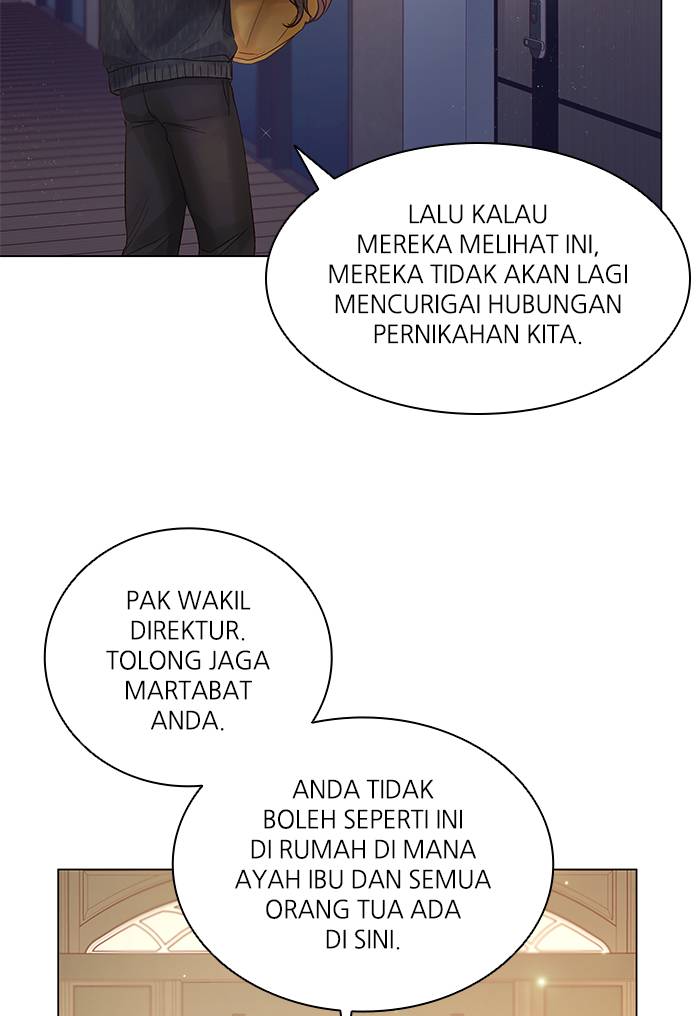 LALU KALAU
MEREKA MELIHAT INI,
MEREKA TIDAK AKAN LAGI
MENCURIGAI HUBUNGAN
PERNIKAHAN KITA.
PAK WAKIL
DIREKTUR.
TOLONG JAGA
MARTABAT
ANDA.
ANDA TIDAK
BOLEH SEPERTI INI
DI RUMAH DI MANA
AYAH IBU DAN SEMUA
ORANG TUA ADA
DI SINI.